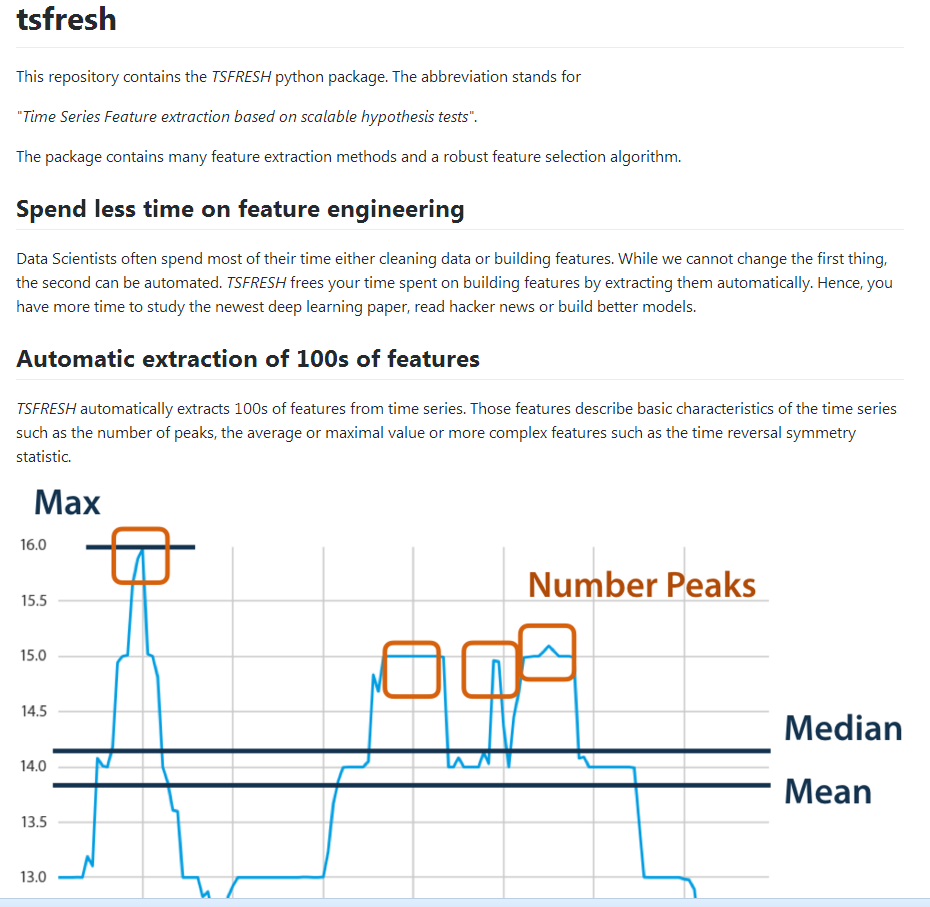 tsfresh
This repository contains the TSFRESH python package. The abbreviation stands for
"Time Series Feature extraction based on scalable hypothesis tests".
The package contains many feature extraction methods and a robust feature selection algorithm.
Spend less time on feature engineering
Data Scientists often spend most of their time either cleaning data or building features. While we cannot change the first thing,
the second can be automated. TSFRESH frees your time spent on building features by extracting them automatically. Hence, you
have more time to study the newest deep learning paper, read hacker news or build better models.
Automatic extraction of 100s of features
TSFRESH automatically extracts 100s of features from time series. Those features describe basic characteristics of the time series
such as the number of peaks, the average or maximal value or more complex features such as the time reversal symmetry
statistic.
Max
16.0
Number Peaks
15.5
15.0
14.5
Median
14.0
Mean
13.5
13.0